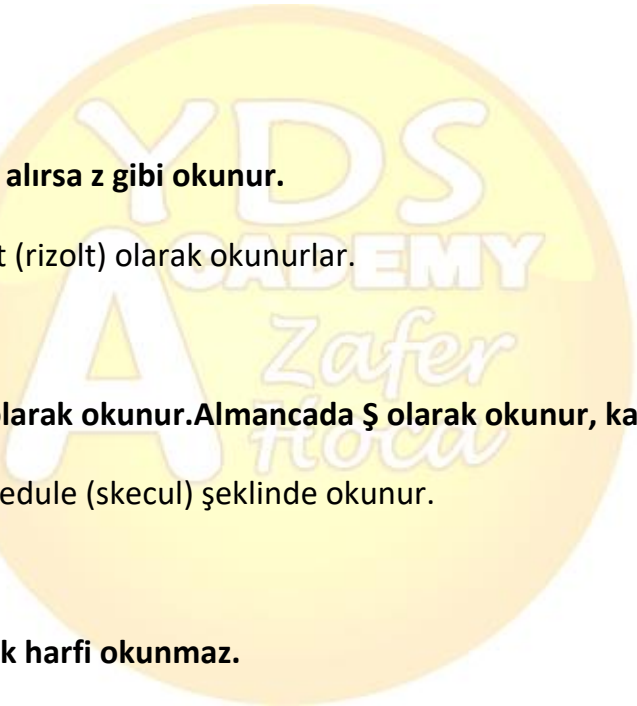 YDS
alırsa z gibi okunur.
t (rizolt) olarak okunurlar.
ACADEMY
Zafer
olarak okunur.Almancada Ş olarak okunur, ka
Hoca
edule (skecul) şeklinde okunur.
k harfi okunmaz.